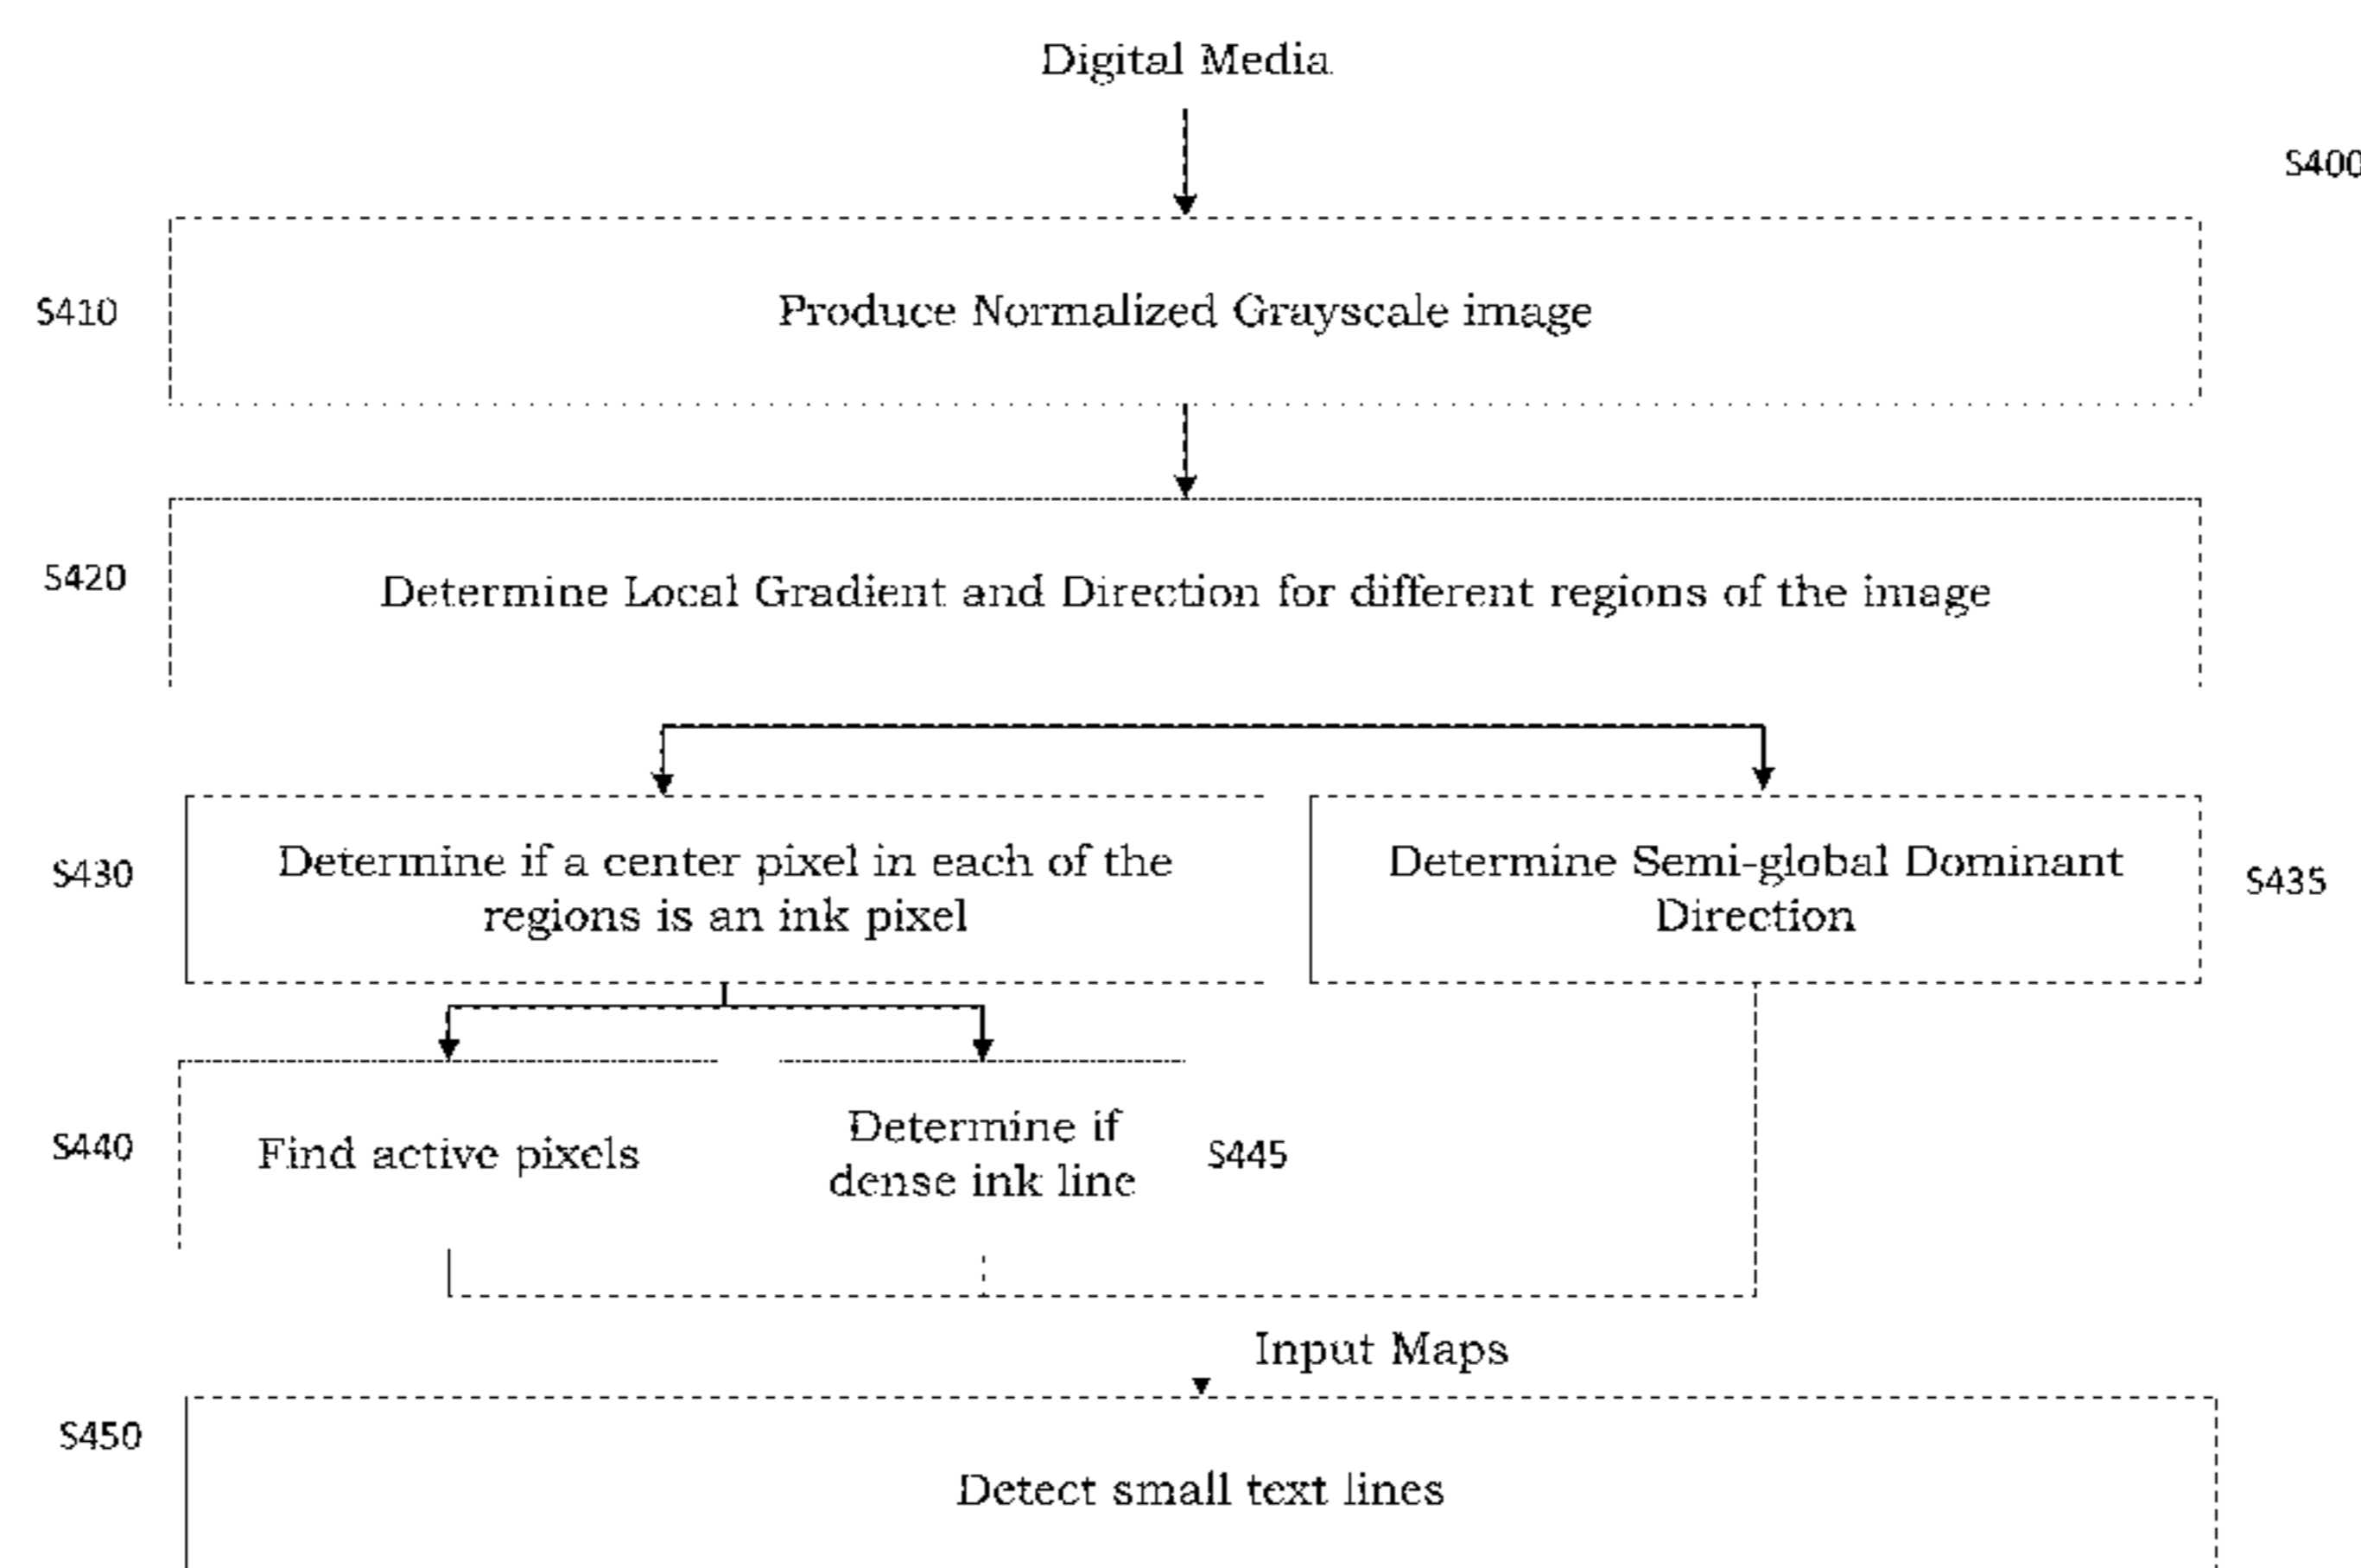 Digital Media
S400
S410
Produce Normalized Grayscale image
S420
Determine Local Gradient and Direction for different regions of the image
S430
Determine if a center pixel in each of the
regions is an ink pixel
Determine Semi-global Dominant
Direction
S435
S440
Find active pixels
Determine if
dense ink line
S445
Input Maps
S450
Detect small text lines